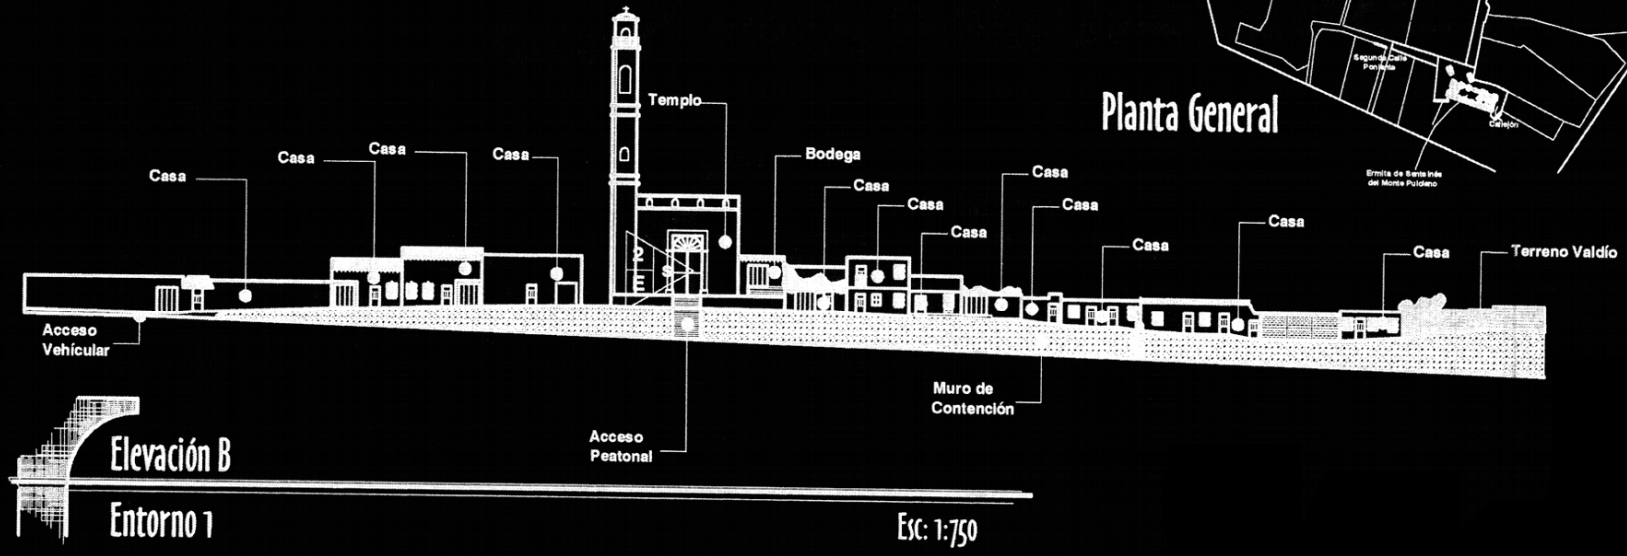 Segunda Calle
Poniente
Planta General
Callejón
Ermita de Santa Inés
del Monte Pulciano
Templo
Casa
Casa
Casa
Casa
Bodega
Casa
Casa
Casa
Casa
Casa
Casa
Casa
Casa
Terreno Valdío
2
S
E
Acceso
Vehícular
Muro de
Contención
Acceso
Peatonal
Elevación B
Entorno 1
Esc: 1:750